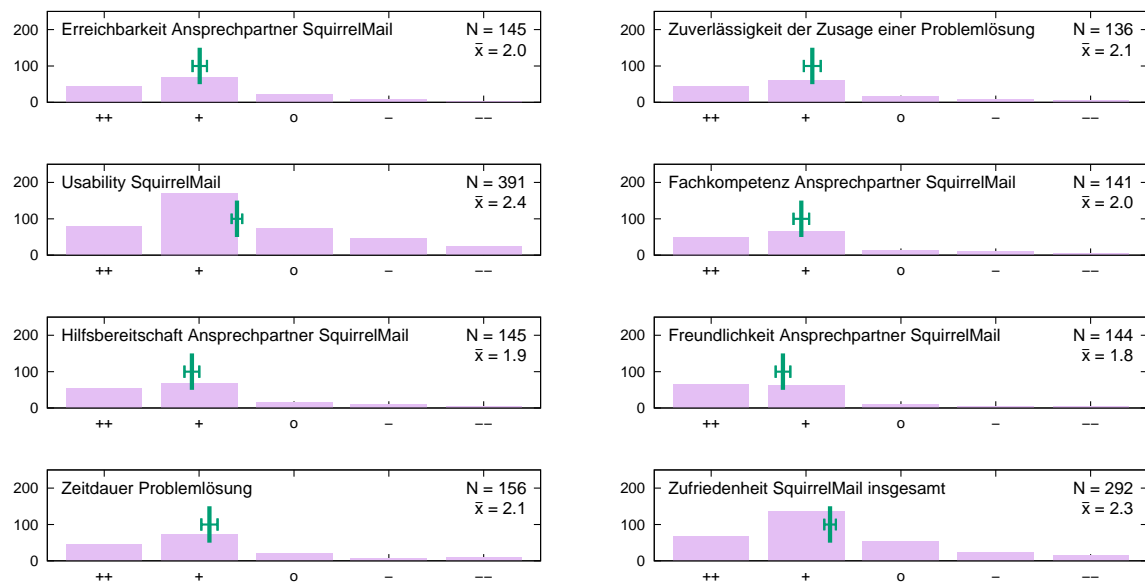 Erreichbarkeit Ansprechpartner SquirrelMail
N = 145
x̄ = 2.0
200
100
0
++ + o − −−
Zuverlässigkeit der Zusage einer Problemlösung
N = 136
x̄ = 2.1
200
100
0
++ + o − −−
Usability SquirrelMail
N = 391
x̄ = 2.4
200
100
0
++ + o − −−
Fachkompetenz Ansprechpartner SquirrelMail
N = 141
x̄ = 2.0
200
100
0
++ + o − −−
Hilfsbereitschaft Ansprechpartner SquirrelMail
N = 145
x̄ = 1.9
200
100
0
++ + o − −−
Freundlichkeit Ansprechpartner SquirrelMail
N = 144
x̄ = 1.8
200
100
0
++ + o − −−
Zeitdauer Problemlösung
N = 156
x̄ = 2.1
200
100
0
++ + o − −−
Zufriedenheit SquirrelMail insgesamt
N = 292
x̄ = 2.3
200
100
0
++ + o − −−